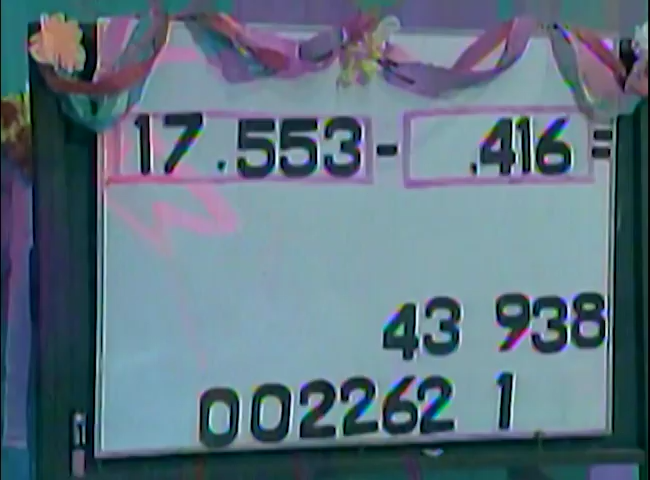 17.553 - .416 =
43 938
002262 1